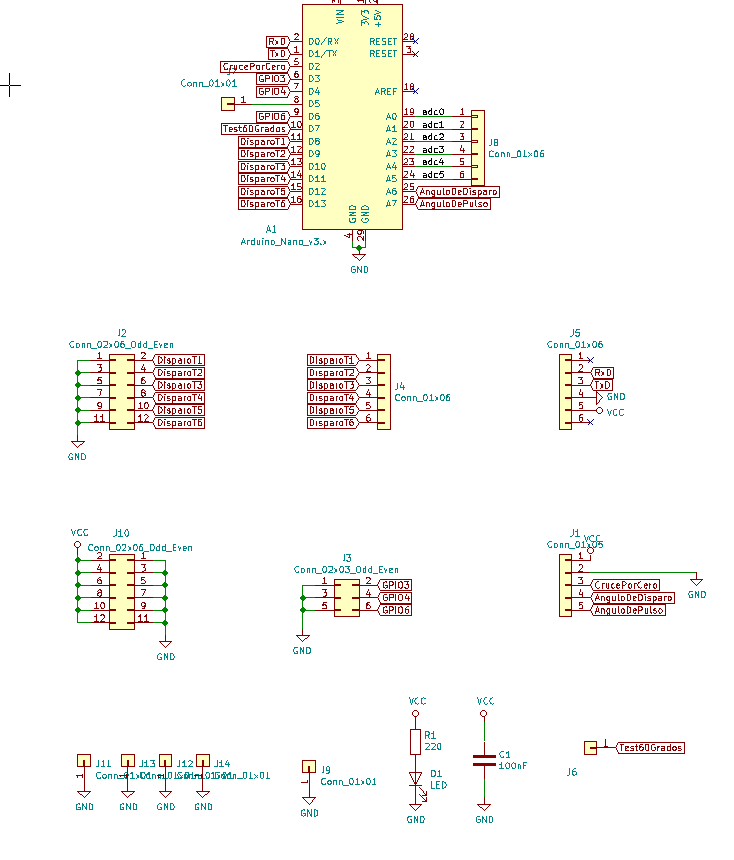 VIN 3V3 +5V
RxD 2 D0/RX RESET 28
TxD 1 D1/TX RESET 3
CrucePorCero 5 D2
GPIO3 6 D3
Conn_01x01
GPIO4 7 D4 AREF 18
1 8 D5
GPIO6 9 D6 A0 19 adc0 1
Test60Grados 10 D7 A1 20 adc1 2
DisparoT1 11 D8 A2 21 adc2 3 J8
DisparoT2 12 D9 A3 22 adc3 4 Conn_01x06
DisparoT3 13 D10 A4 23 adc4 5
DisparoT4 14 D11 A5 24 adc5 6
DisparoT5 15 D12 A6 25 AnguloDeDisparo
DisparoT6 16 D13 A7 26 AnguloDePulso
GND GND
4 29
A1
Arduino_Nano_v3.x
GND
J2
Conn_02x06_Odd_Even
1 2 DisparoT1
3 4 DisparoT2
5 6 DisparoT3
7 8 DisparoT4
9 10 DisparoT5
11 12 DisparoT6
GND
DisparoT1 1
DisparoT2 2
DisparoT3 3
DisparoT4 4
DisparoT5 5
DisparoT6 6
J4
Conn_01x06
J5
Conn_01x06
1
2 RxD
3 TxD
4 GND
5 VCC
6
VCC
J10
Conn_02x06_Odd_Even
2 1
4 3
6 5
8 7
10 9
12 11
GND
J3
Conn_02x03_Odd_Even
1 2 GPIO3
3 4 GPIO4
5 6 GPIO6
GND
J1
VCC
Conn_01x05
1
2
GND
3 CrucePorCero
4 AnguloDeDisparo
5 AnguloDePulso
J11 J13 J12 J14
Conn_01x01
1
GND GND GND GND
J9
Conn_01x01
1
GND
VCC
R1
220
D1
LED
GND
VCC
C1
100nF
GND
1 Test60Grados
J6